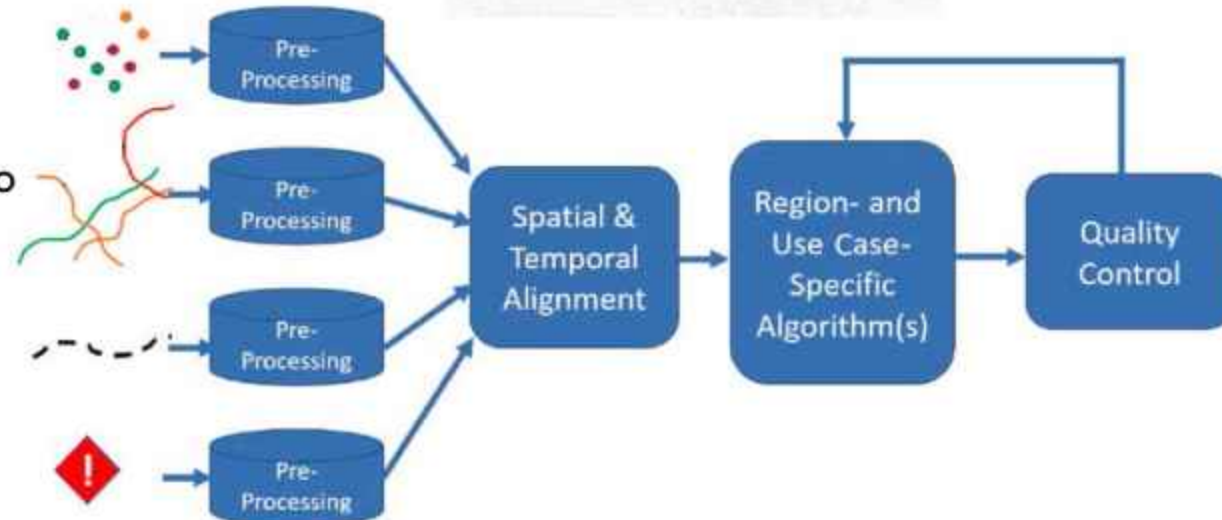 Pre-
Processing
o
Pre-
Processing
Pre-
Processing
!
Pre-
Processing
Spatial &
Temporal
Alignment
Region- and
Use Case-
Specific
Algorithm(s)
Quality
Control